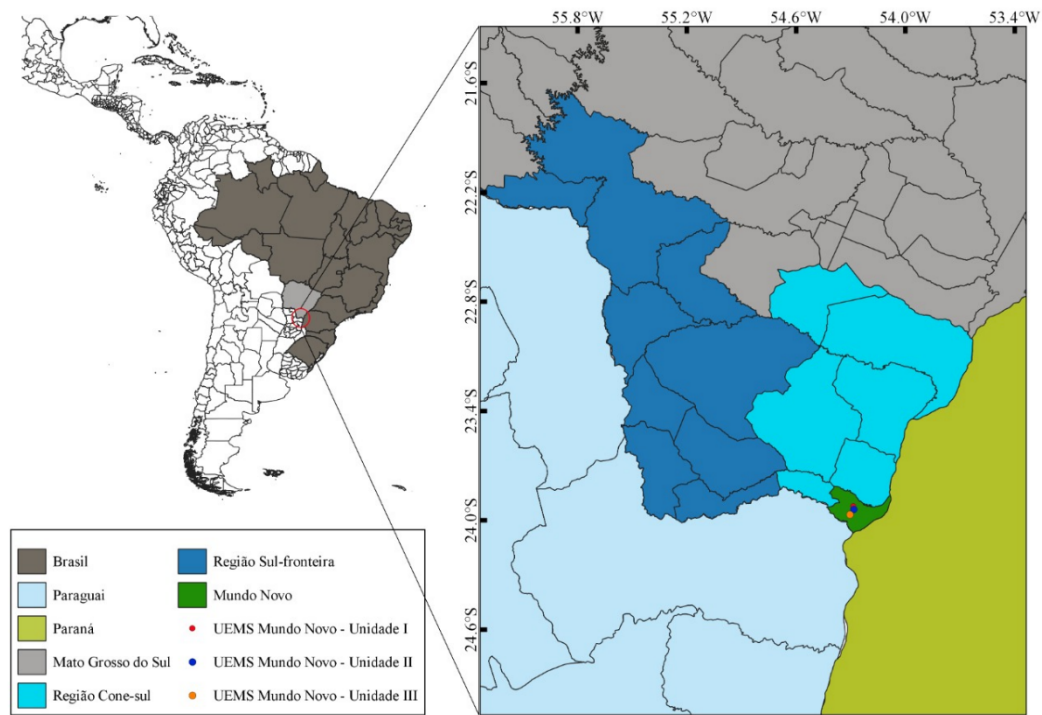 55.8°W 55.2°W 54.6°W 54.0°W 53.4°W
21.6°S
22.2°S
22.8°S
23.4°S
24.0°S
24.6°S
Brasil
Paraguai
Paraná
Mato Grosso do Sul
Região Cone-sul
Região Sul-fronteira
Mundo Novo
UEMS Mundo Novo - Unidade I
UEMS Mundo Novo - Unidade II
UEMS Mundo Novo - Unidade III